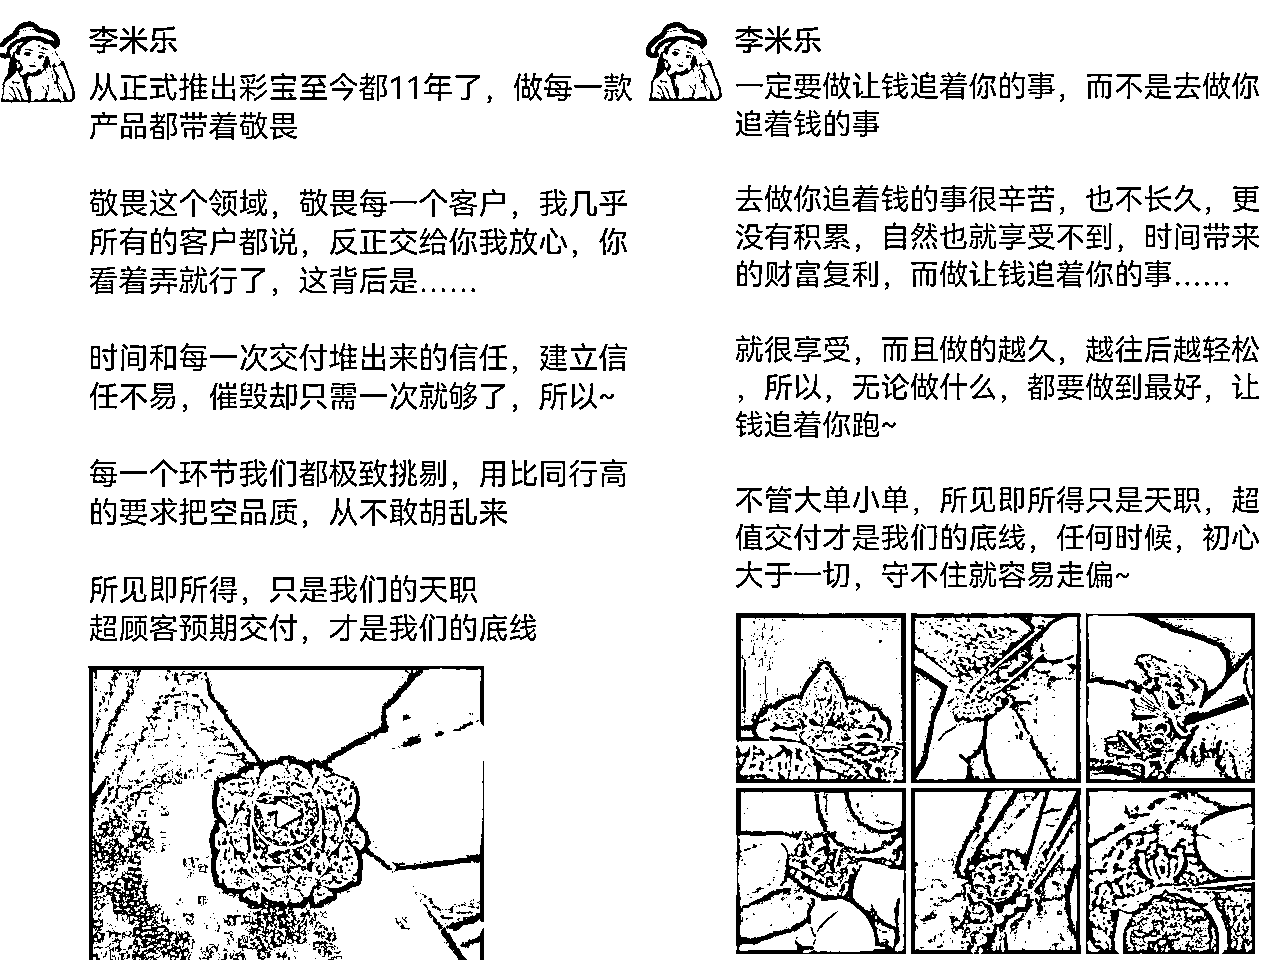 李米乐
从正式推出彩宝至今都11年了，做每一款
产品都带着敬畏
敬畏这个领域，敬畏每一个客户，我几乎
所有的客户都说，反正交给你我放心，你
看着弄就行了，这背后是……
时间和每一次交付堆出来的信任，建立信
任不易，催毁却只需一次就够了，所以~
每一个环节我们都极致挑剔，用比同行高
的要求把空品质，从不敢胡乱来
所见即所得，只是我们的天职
超顾客预期交付，才是我们的底线
李米乐
一定要做让钱追着你的事，而不是去做你
追着钱的事
去做你追着钱的事很辛苦，也不长久，更
没有积累，自然也就享受不到，时间带来
的财富复利，而做让钱追着你的事……
就很享受，而且做的越久，越往后越轻松
，所以，无论做什么，都要做到最好，让
钱追着你跑~
不管大单小单，所见即所得只是天职，超
值交付才是我们的底线，任何时候，初心
大于一切，守不住就容易走偏~